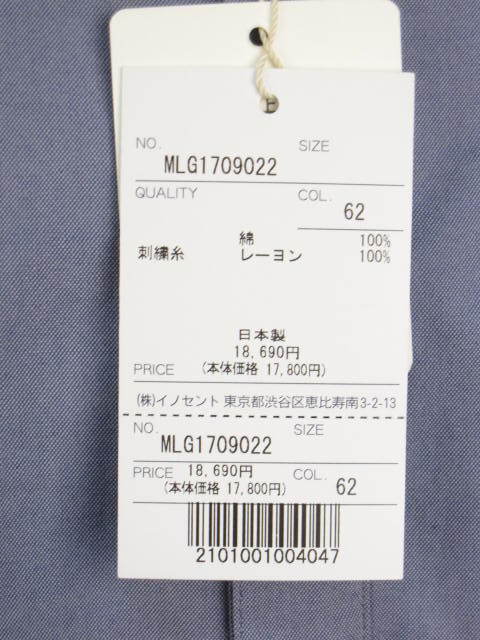 NO. SIZE
MLG1709022
QUALITY COL.
62
綿 100%
刺繍糸 レーヨン 100%
日本製
18,690円
PRICE (本体価格 17,800円)
(株)イノセント 東京都渋谷区恵比寿南3-2-13
NO. SIZE
MLG1709022
PRICE 18,690円 COL.
(本体価格 17,800円) 62
2101001004047